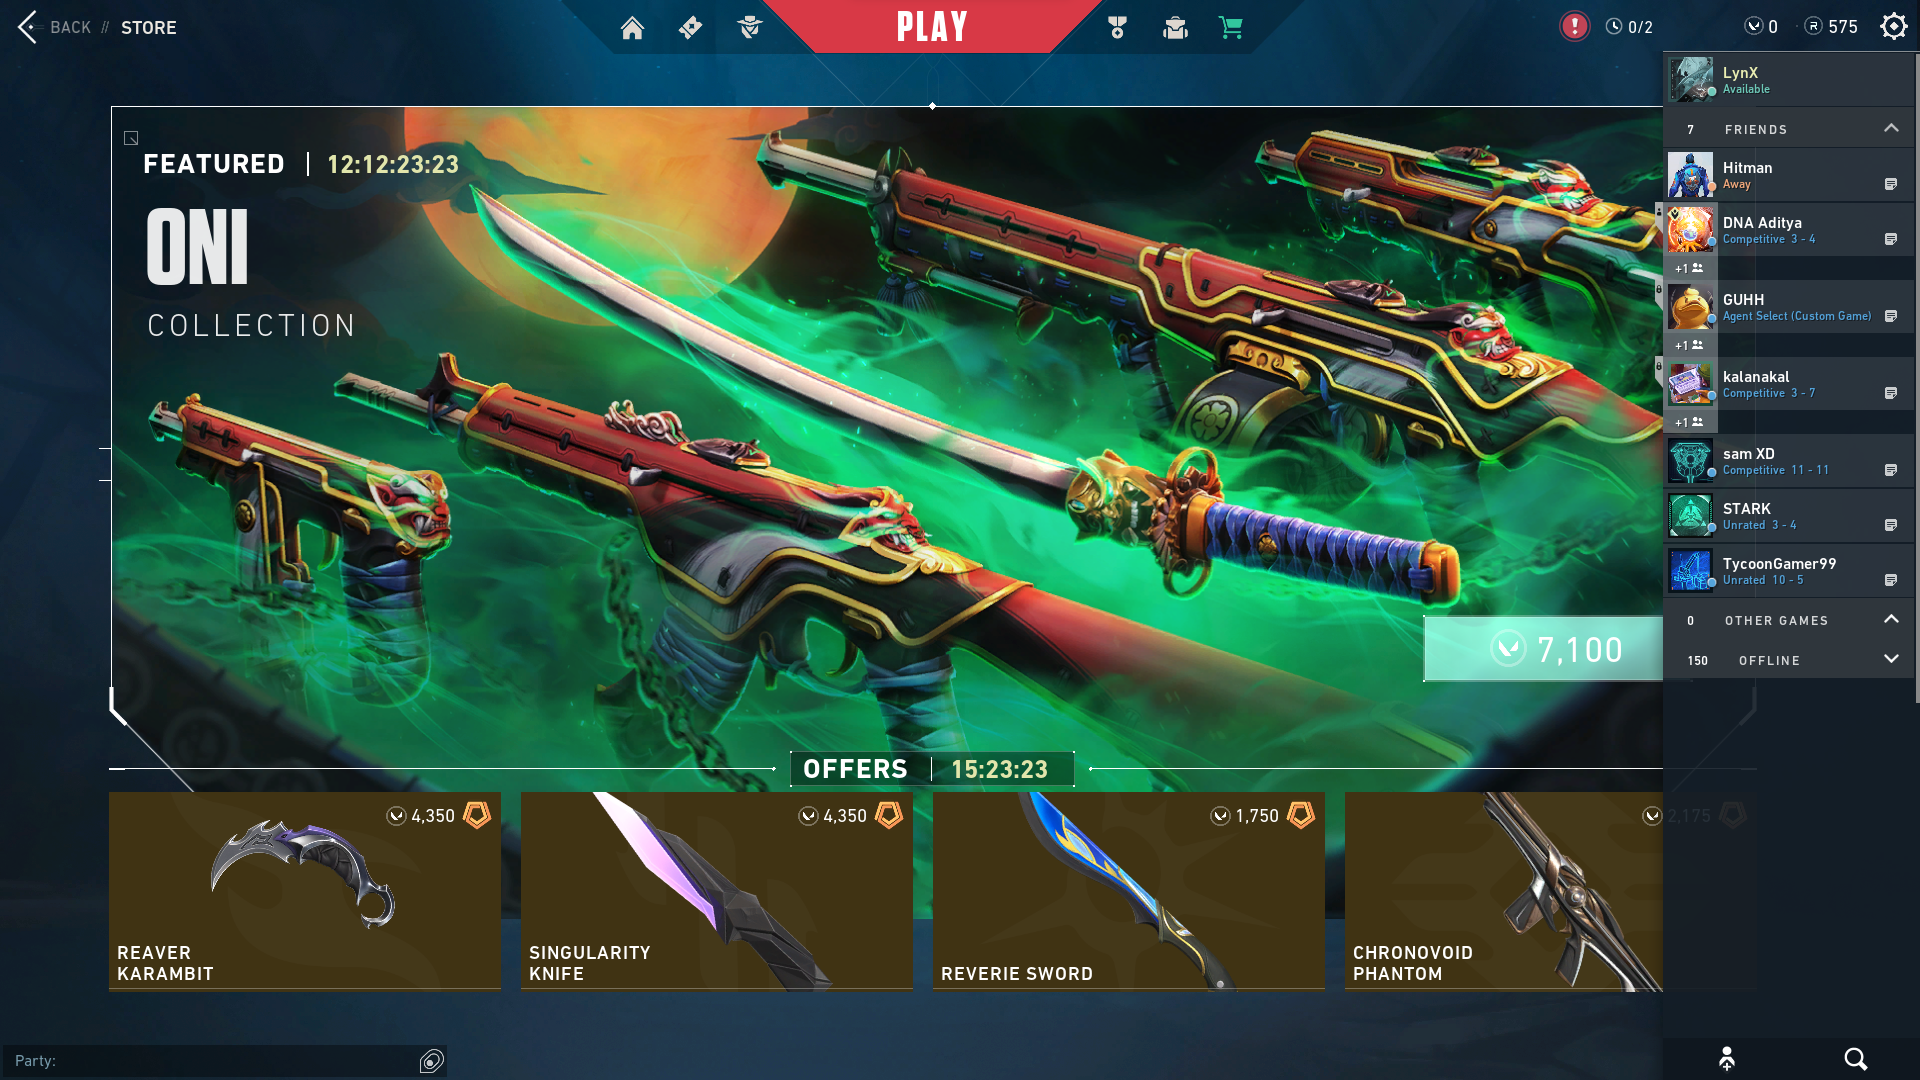 BACK // STORE
PLAY
0/2
0
575
LynX
Available
7 FRIENDS
Hitman
Away
DNA Aditya
Competitive 3 - 4
+1
GUHH
Agent Select (Custom Game)
+1
kalanakal
Competitive 3 - 7
+1
sam XD
Competitive 11 - 11
STARK
Unrated 3 - 4
TycoonGamer99
Unrated 10 - 5
0 OTHER GAMES
150 OFFLINE
FEATURED | 12:12:23:23
ONI
COLLECTION
7,100
OFFERS | 15:23:23
4,350
REAVER
KARAMBIT
4,350
SINGULARITY
KNIFE
1,750
REVERIE SWORD
2,175
CHRONOVOID
PHANTOM
Party: